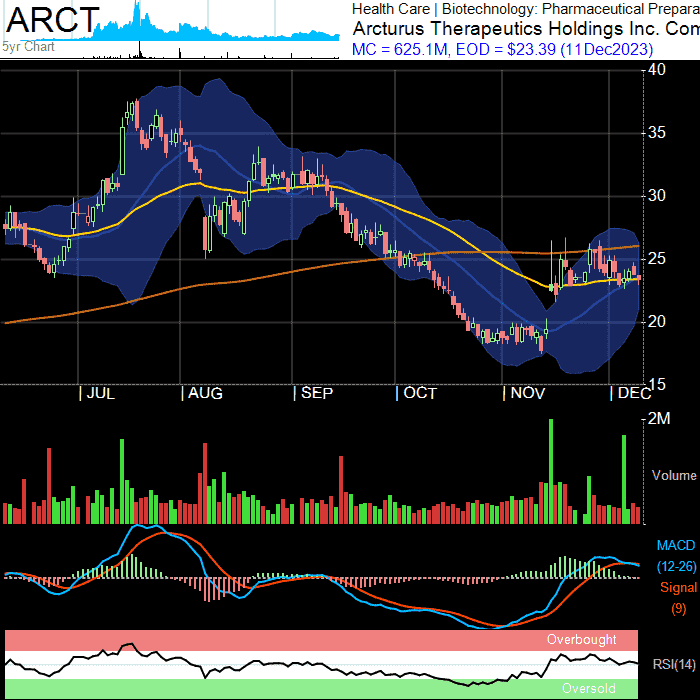 ARCT
5yr Chart
Health Care | Biotechnology: Pharmaceutical Prepara
Arcturus Therapeutics Holdings Inc. Com
MC = 625.1M, EOD = $23.39 (11Dec2023)
40
35
30
25
20
15
| JUL | AUG | SEP | OCT | NOV | DEC
2M
Volume
MACD
(12-26)
Signal
(9)
Overbought
RSI(14)
Oversold